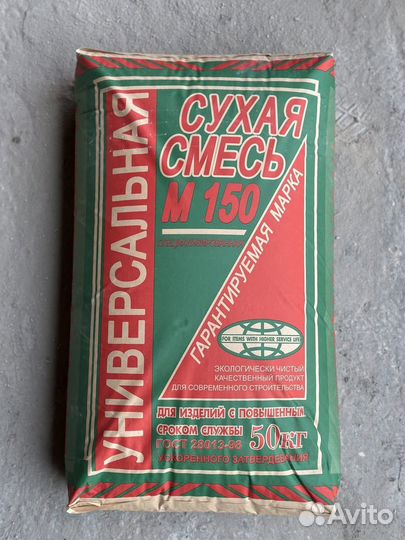 УНИВЕРСАЛЬНАЯ
СУХАЯ
СМЕСЬ
М 150
СПЕЦИАЛИЗИРОВАННАЯ
ГАРАНТИРУЕМАЯ МАРКА
FOR ITEMS WITH HIGHER SERVICE LIFE
ЭКОЛОГИЧЕСКИ ЧИСТЫЙ
КАЧЕСТВЕННЫЙ ПРОДУКТ
ДЛЯ СОВРЕМЕННОГО СТРОИТЕЛЬСТВА
ДЛЯ ИЗДЕЛИЙ С ПОВЫШЕННЫМ
СРОКОМ СЛУЖБЫ 50КГ
ГОСТ 28013-98
УСКОРЕННОГО ЗАТВЕРДЕВАНИЯ
Avito